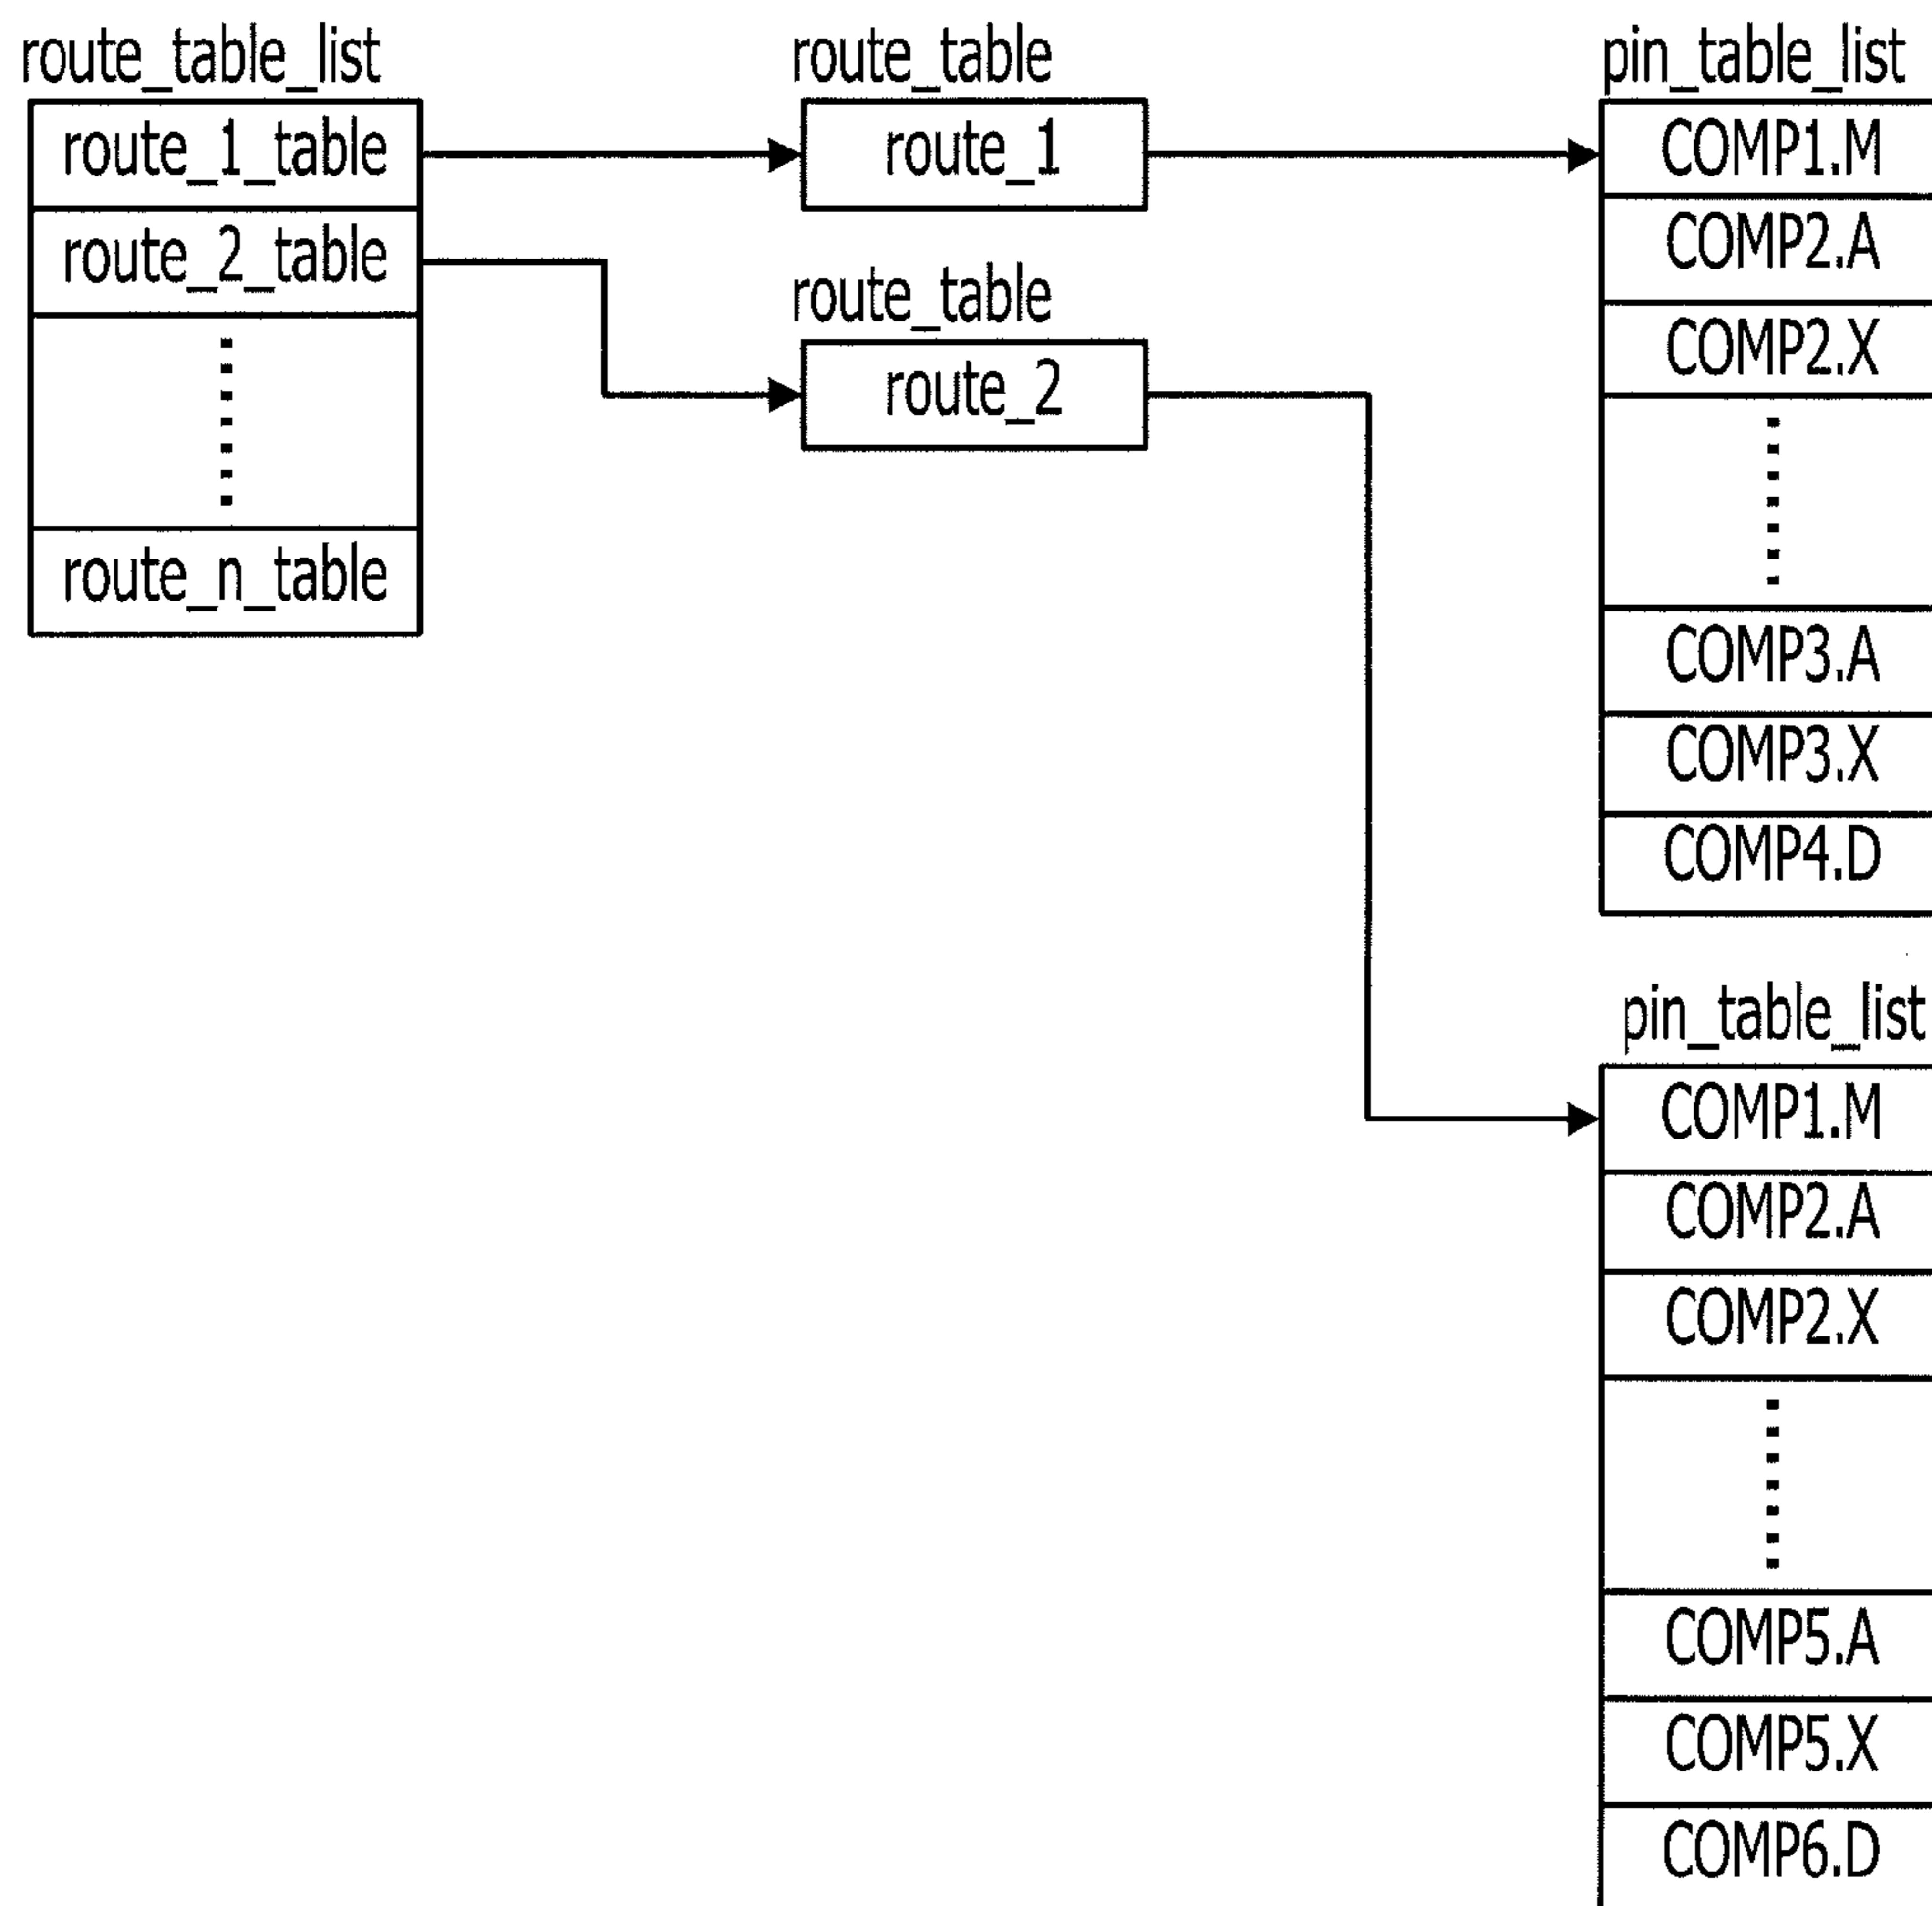 route_table_list
route_1_table
route_2_table
route_n_table
route_table
route_1
route_table
route_2
pin_table_list
COMP1.M
COMP2.A
COMP2.X
COMP3.A
COMP3.X
COMP4.D
pin_table_list
COMP1.M
COMP2.A
COMP2.X
COMP5.A
COMP5.X
COMP6.D